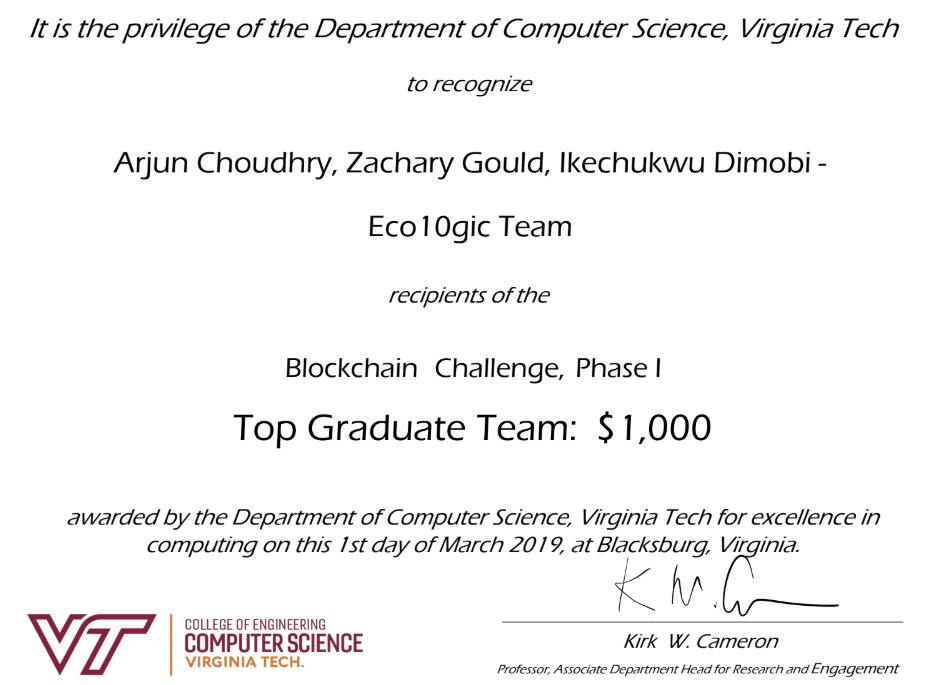 It is the privilege of the Department of Computer Science, Virginia Tech
to recognize
Arjun Choudhry, Zachary Gould, Ikechukwu Dimobi -
Eco10gic Team
recipients of the
Blockchain Challenge, Phase I
Top Graduate Team: $1,000
awarded by the Department of Computer Science, Virginia Tech for excellence in
computing on this 1st day of March 2019, at Blacksburg, Virginia.
K M. C
Kirk W. Cameron
Professor, Associate Department Head for Research and Engagement
VT
COLLEGE OF ENGINEERING
COMPUTER SCIENCE
VIRGINIA TECH.